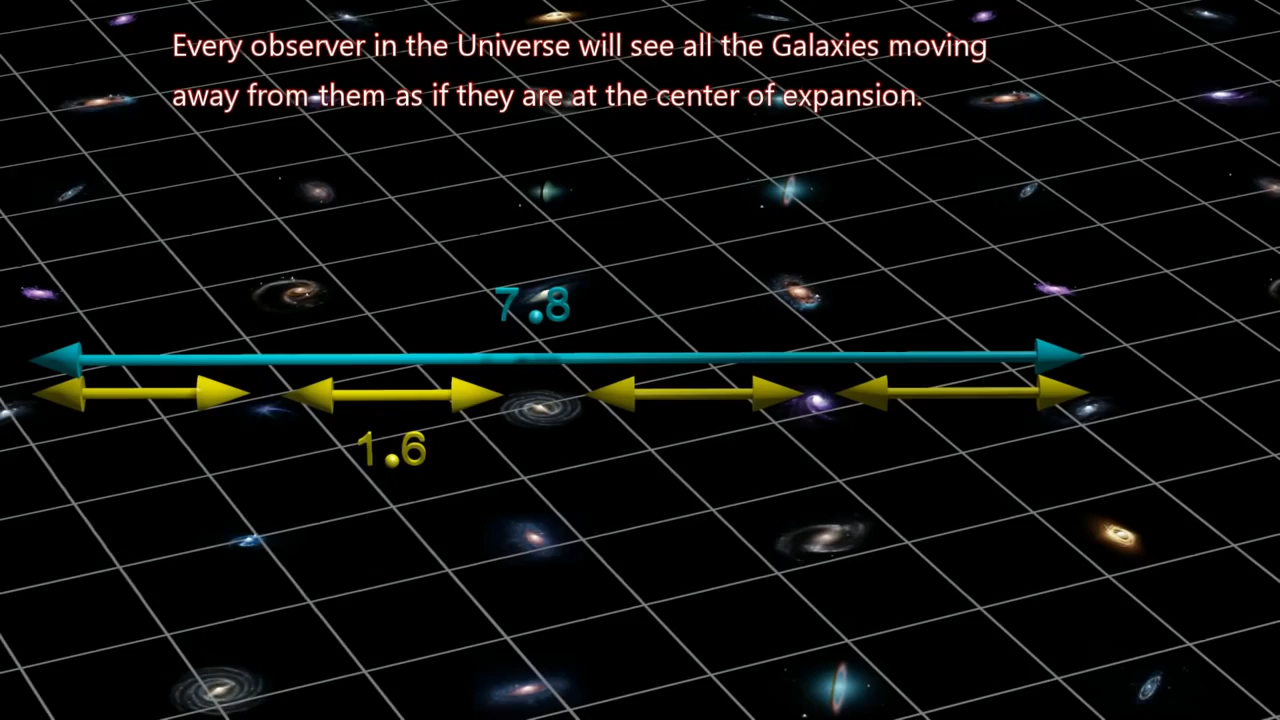 Every observer in the Universe will see all the Galaxies moving
away from them as if they are at the center of expansion.
7.8
1.6